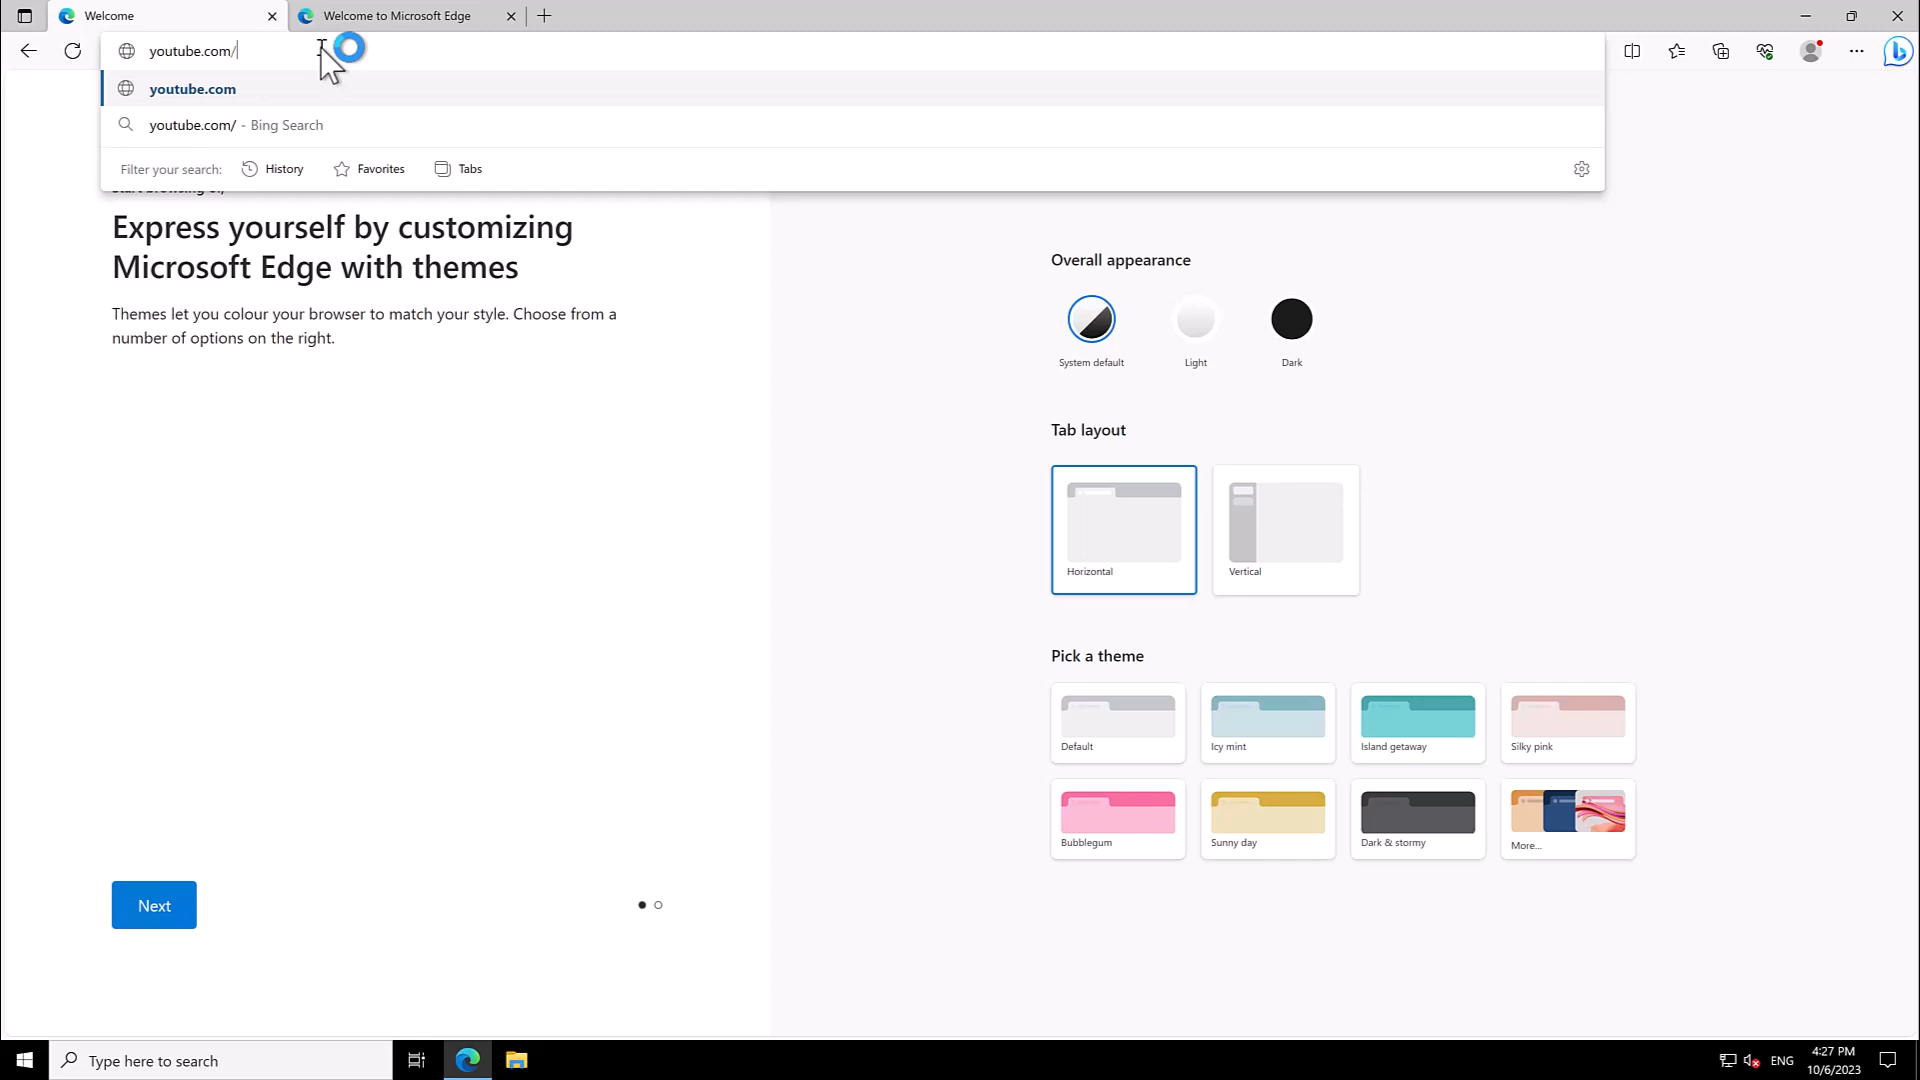 Welcome
Welcome to Microsoft Edge
youtube.com/
youtube.com
youtube.com/ - Bing Search
Filter your search:
History
Favorites
Tabs
Express yourself by customizing
Microsoft Edge with themes
Themes let you colour your browser to match your style. Choose from a
number of options on the right.
Next
Overall appearance
System default
Light
Dark
Tab layout
Horizontal
Vertical
Pick a theme
Default
Icy mint
Island getaway
Silky pink
Bubblegum
Sunny day
Dark & stormy
More...
Type here to search
ENG
4:27 PM
10/6/2023